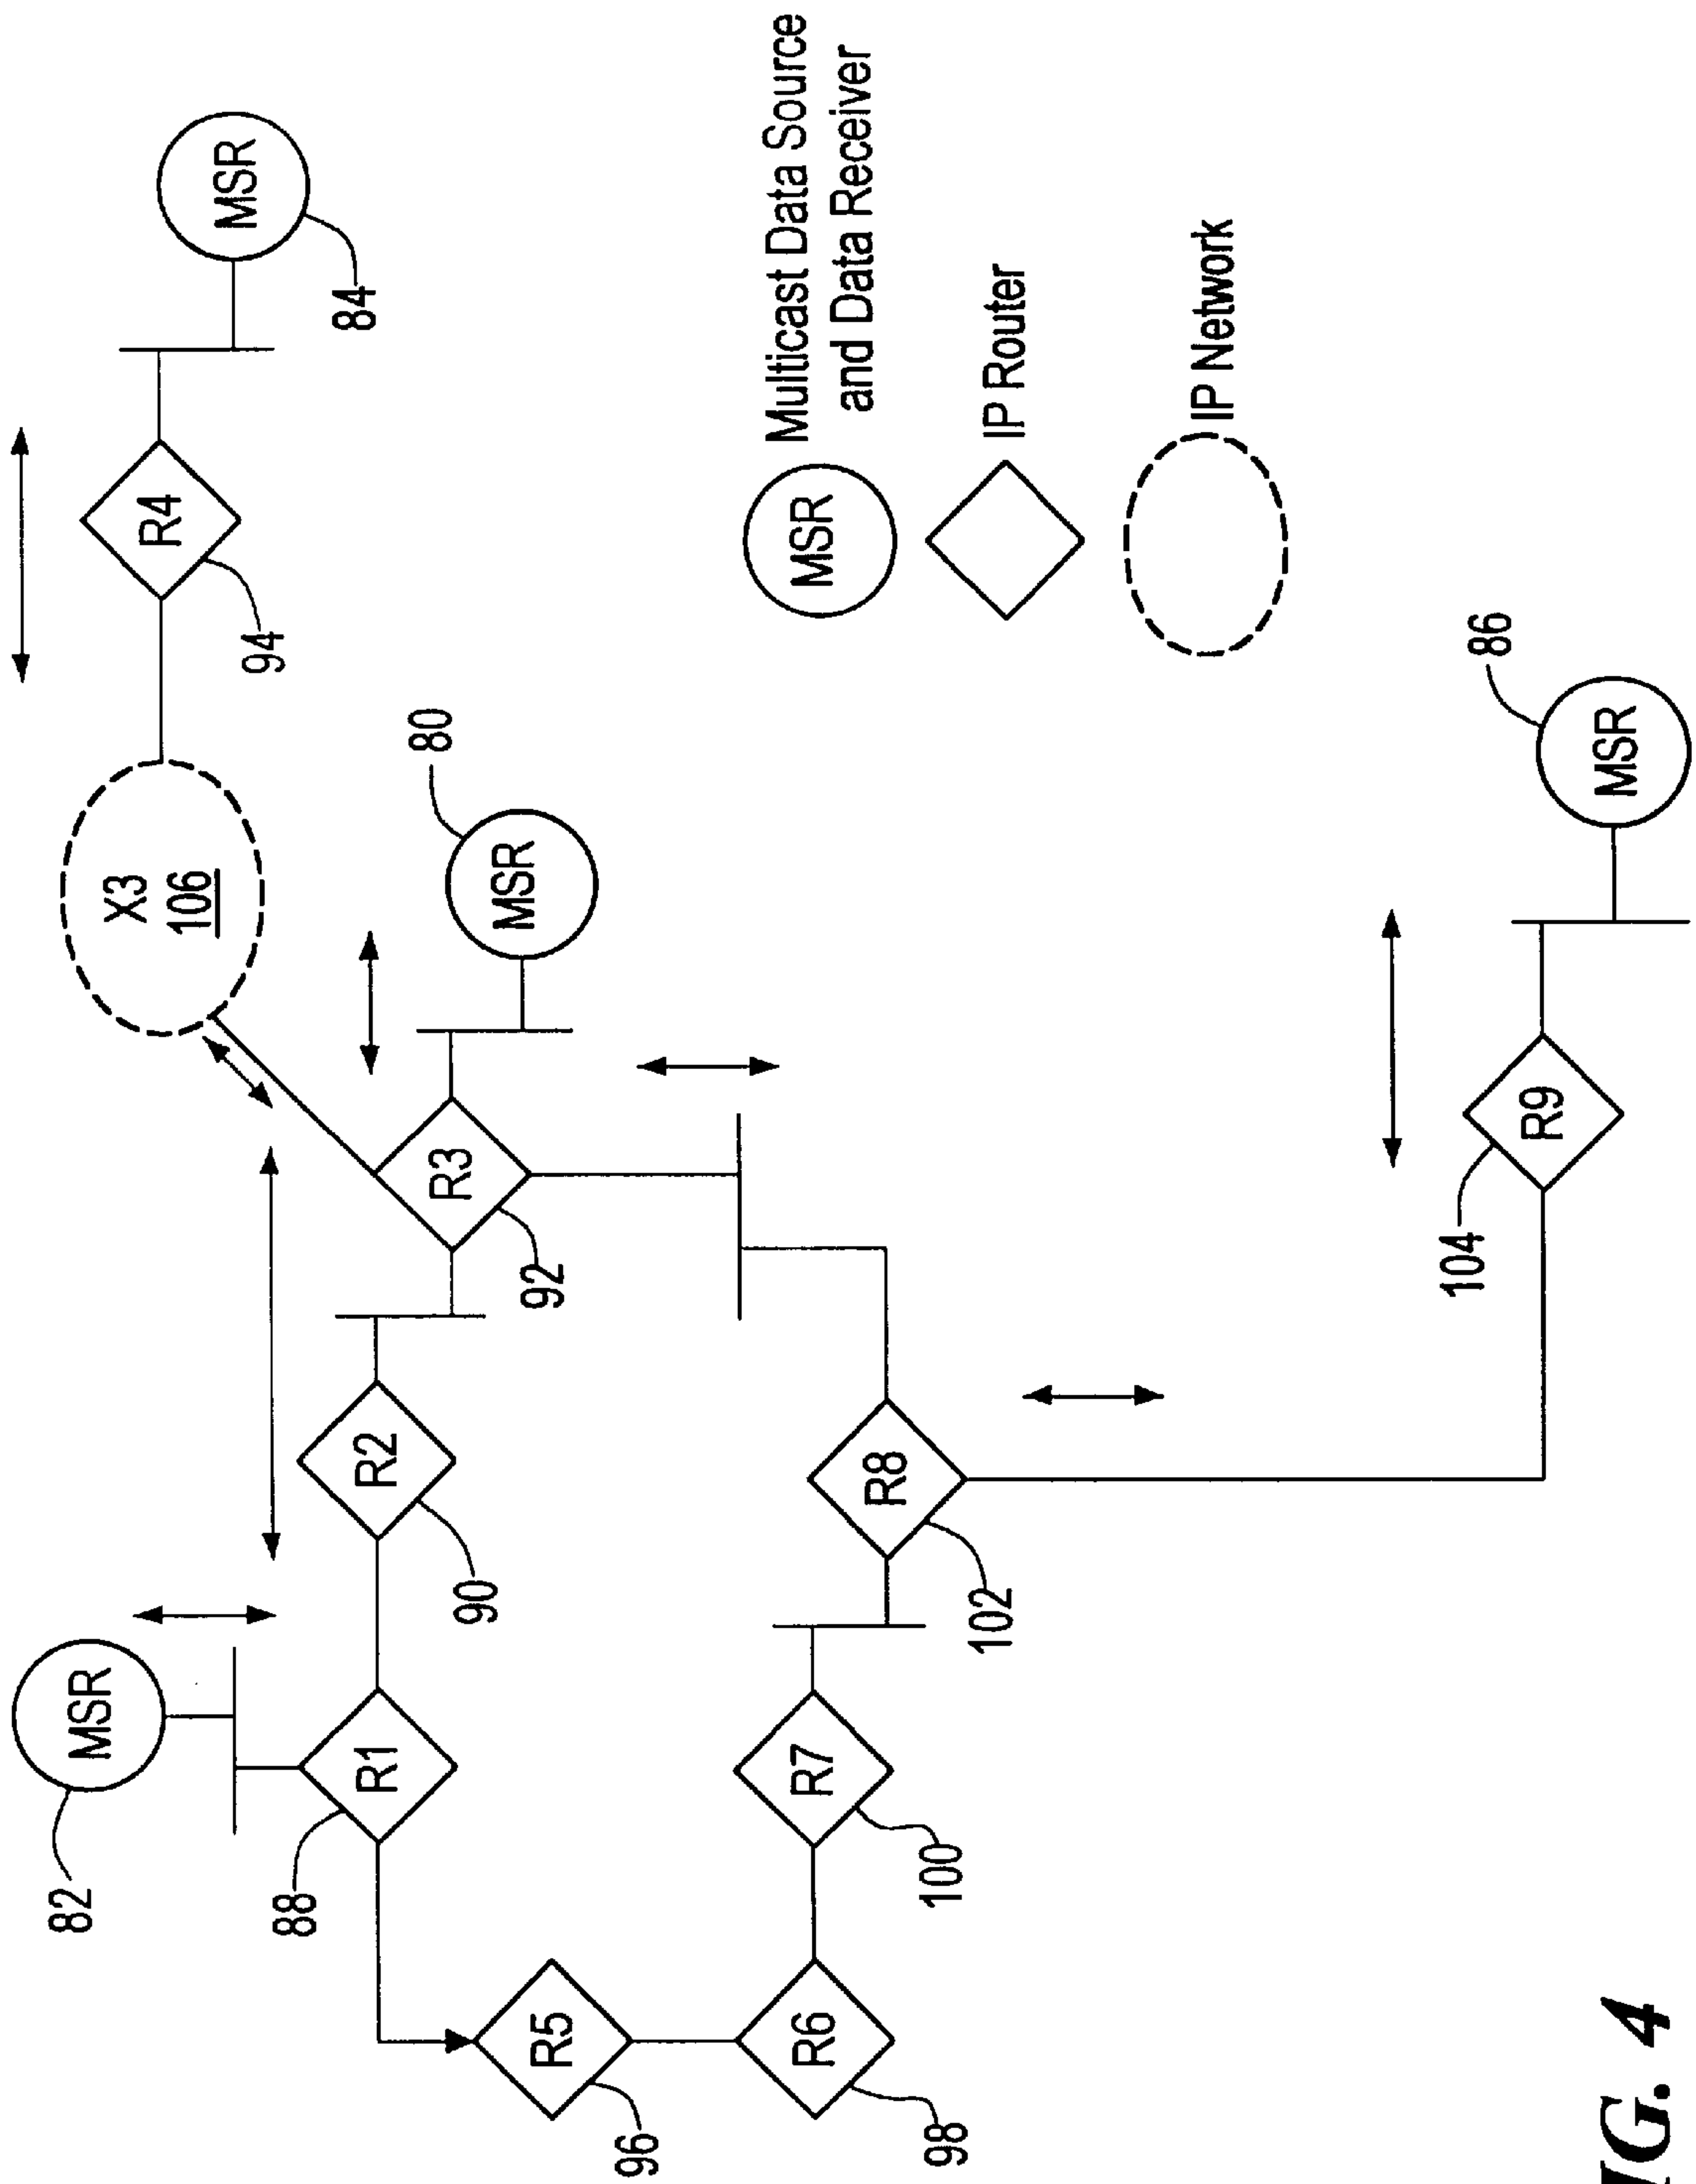 82
MSR
88
R1
R2
90
X3
106
R4
94
MSR
84
R3
92
MSR
80
R5
96
R6
98
R7
100
R8
102
R9
104
MSR
86
MSR
Multicast Data Source
and Data Receiver
IP Router
IP Network
IG. 4